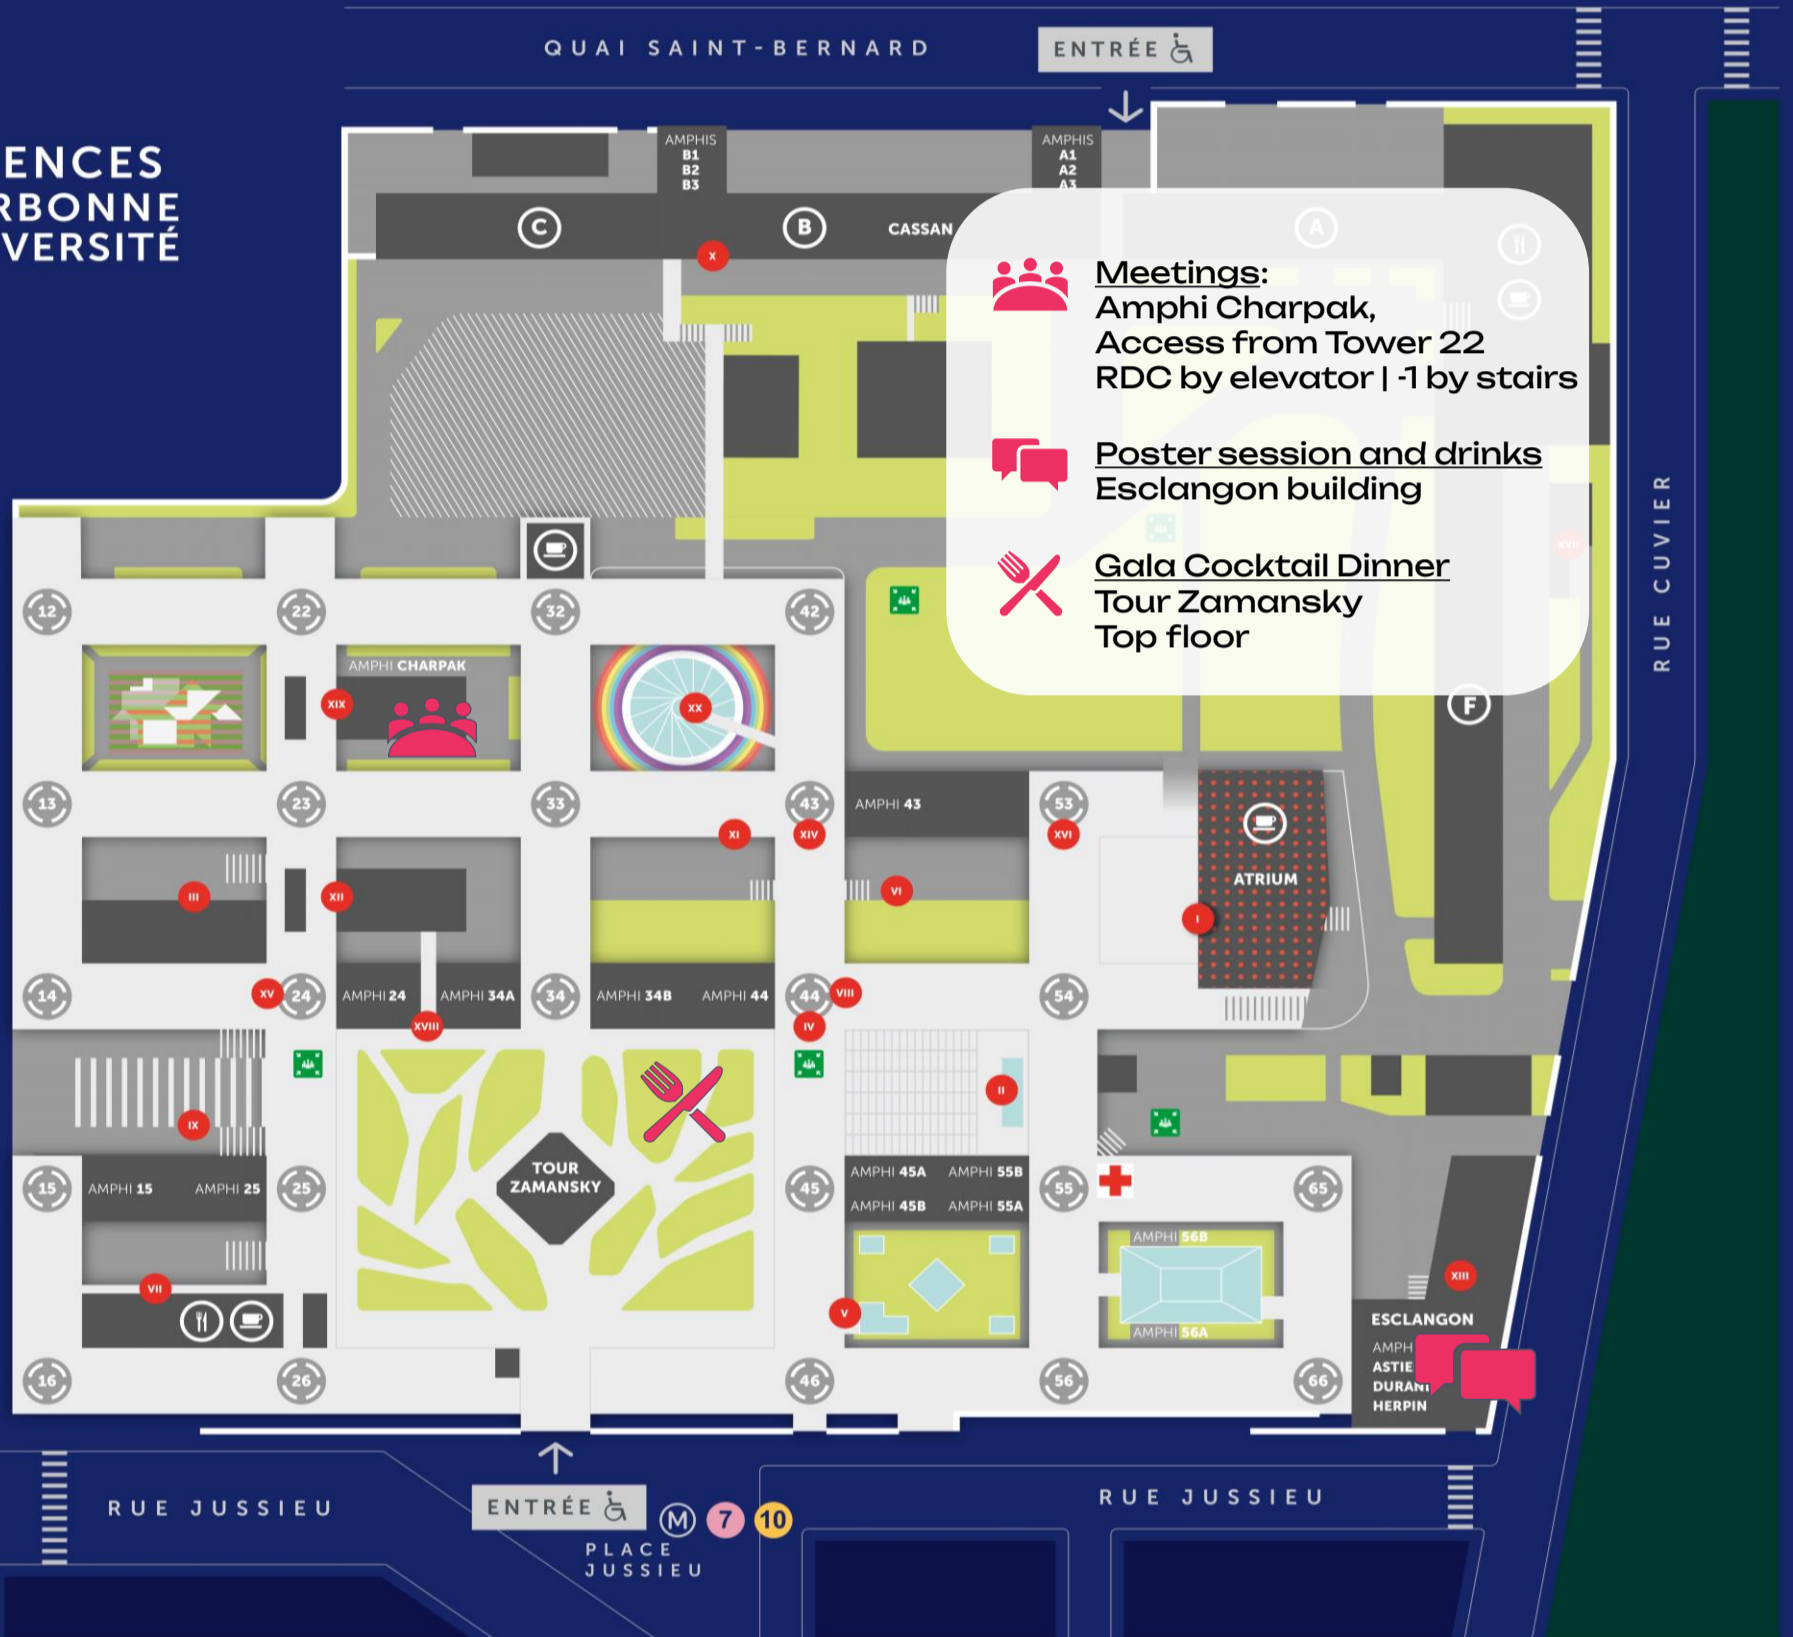 QUAI SAINT-BERNARD
ENTRÉE
ENCES
RBONNE
VERSITÉ
AMPHIS
B1
B2
B3
AMPHIS
A1
A2
A3
C
B
CASSAN
A
X
Meetings:
Amphi Charpak,
Access from Tower 22
RDC by elevator | -1 by stairs
Poster session and drinks
Esclangon building
Gala Cocktail Dinner
Tour Zamansky
Top floor
XVII
RUE CUVIER
F
12
22
32
42
AMPHI CHARPAK
XIX
XX
13
23
33
43
AMPHI 43
53
XI
XIV
XVI
ATRIUM
III
XII
VI
I
14
XV
24
AMPHI 24
AMPHI 34A
34
AMPHI 34B
AMPHI 44
44
VIII
54
XVIII
IV
II
IX
TOUR
ZAMANSKY
15
AMPHI 15
AMPHI 25
25
45
AMPHI 45A
AMPHI 55B
AMPHI 45B
AMPHI 55A
55
65
AMPHI 56B
VII
V
XIII
AMPHI 56A
ESCLANGON
AMPH
ASTIE
DURAN
HERPIN
16
26
46
56
66
RUE JUSSIEU
ENTRÉE
M
7
10
PLACE
JUSSIEU
RUE JUSSIEU